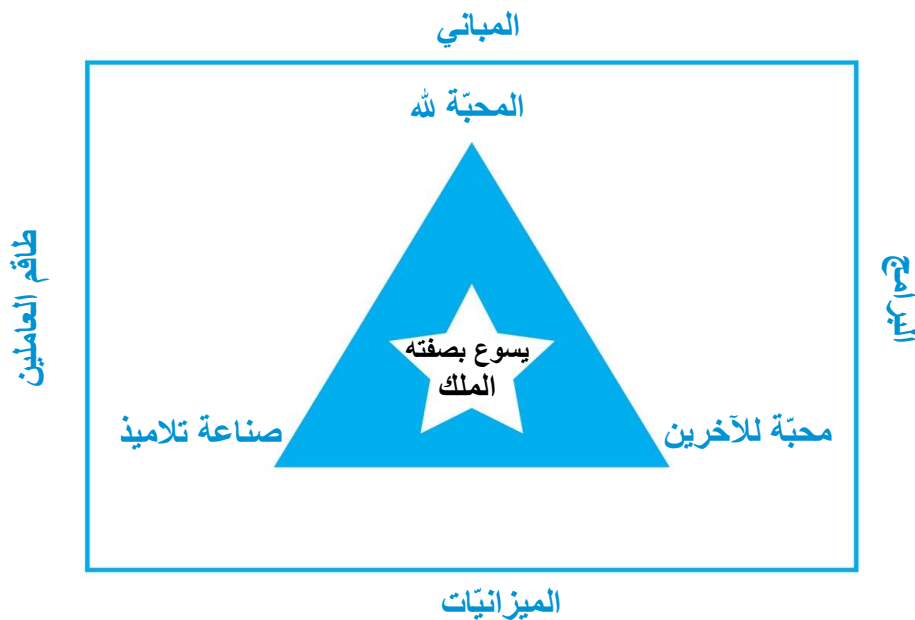 المباني
المحبّة لله
البرامج
طاقم العاملين
يسوع بصفته
الملك
محبّة للآخرين
صناعة تلاميذ
الميزانيّات